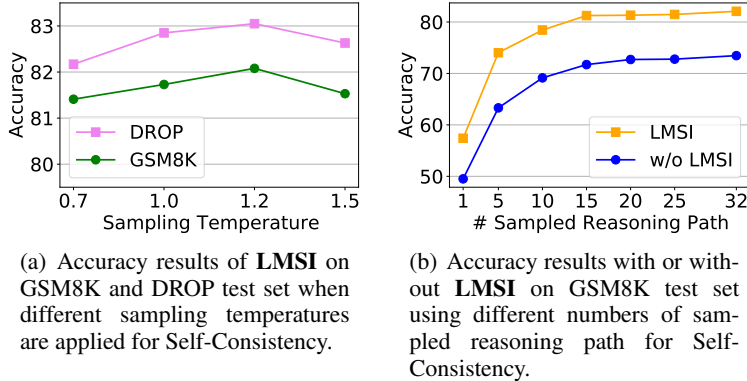 83
82
81
80
Accuracy
DROP
GSM8K
0.7 1.0 1.2 1.5
Sampling Temperature
(a) Accuracy results of LMSI on
GSM8K and DROP test set when
different sampling temperatures
are applied for Self-Consistency.
80
70
60
50
Accuracy
LMSI
w/o LMSI
1 5 10 15 20 25 32
# Sampled Reasoning Path
(b) Accuracy results with or with-
out LMSI on GSM8K test set
using different numbers of sam-
pled reasoning path for Self-
Consistency.